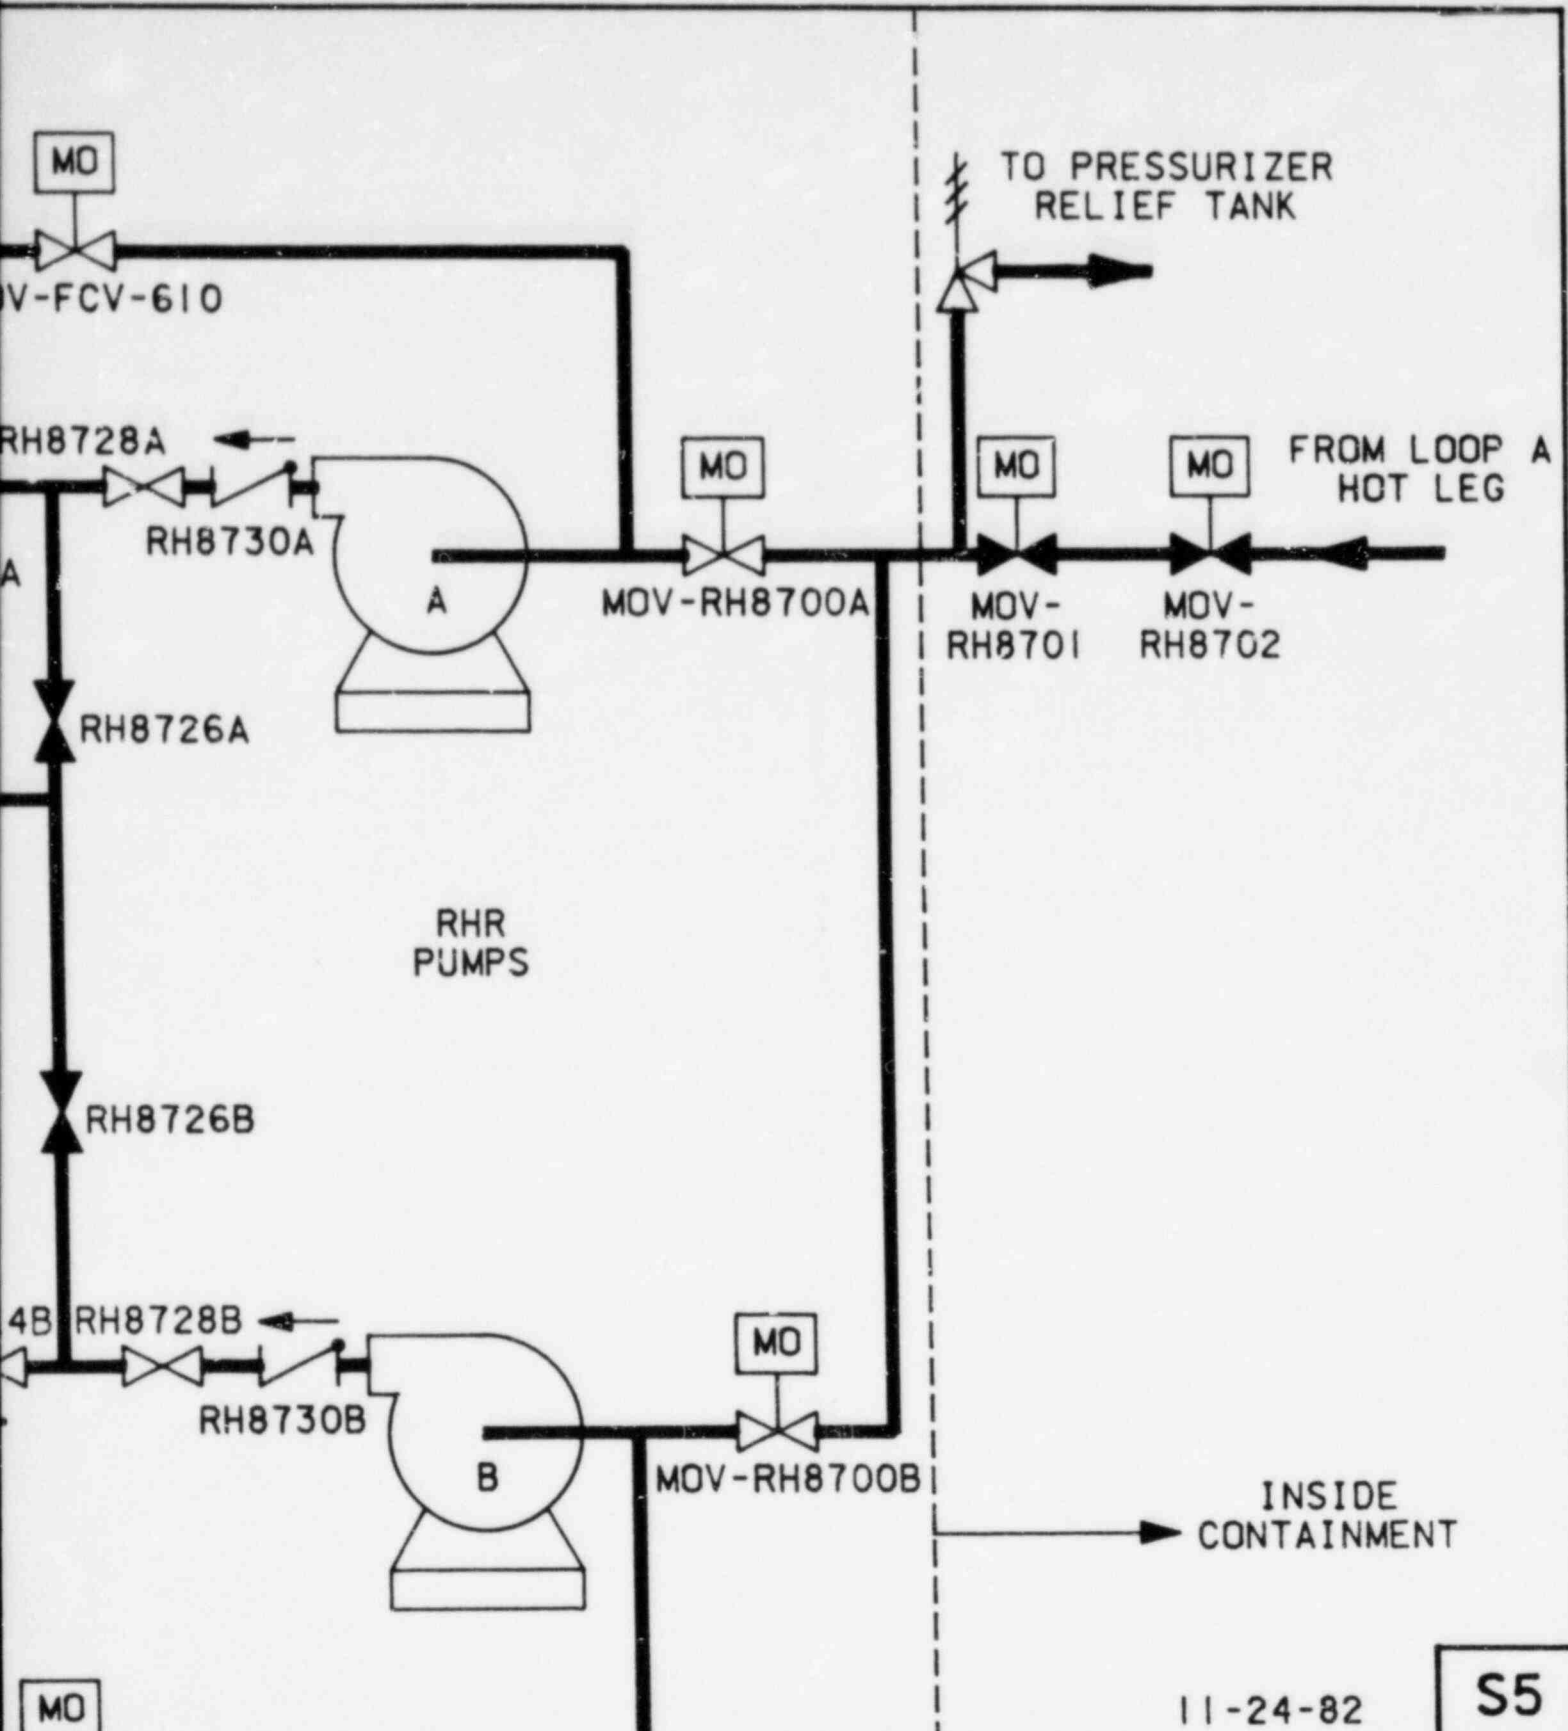 MO
TO PRESSURIZER
RELIEF TANK
V-FCV-610
RH8728A
MO
MO
MO
FROM LOOP A
HOT LEG
RH8730A
A
A
MOV-RH8700A
MOV-
RH8701
MOV-
RH8702
RH8726A
RHR
PUMPS
RH8726B
4B
RH8728B
MO
RH8730B
B
MOV-RH8700B
INSIDE
CONTAINMENT
MO
11-24-82
S5